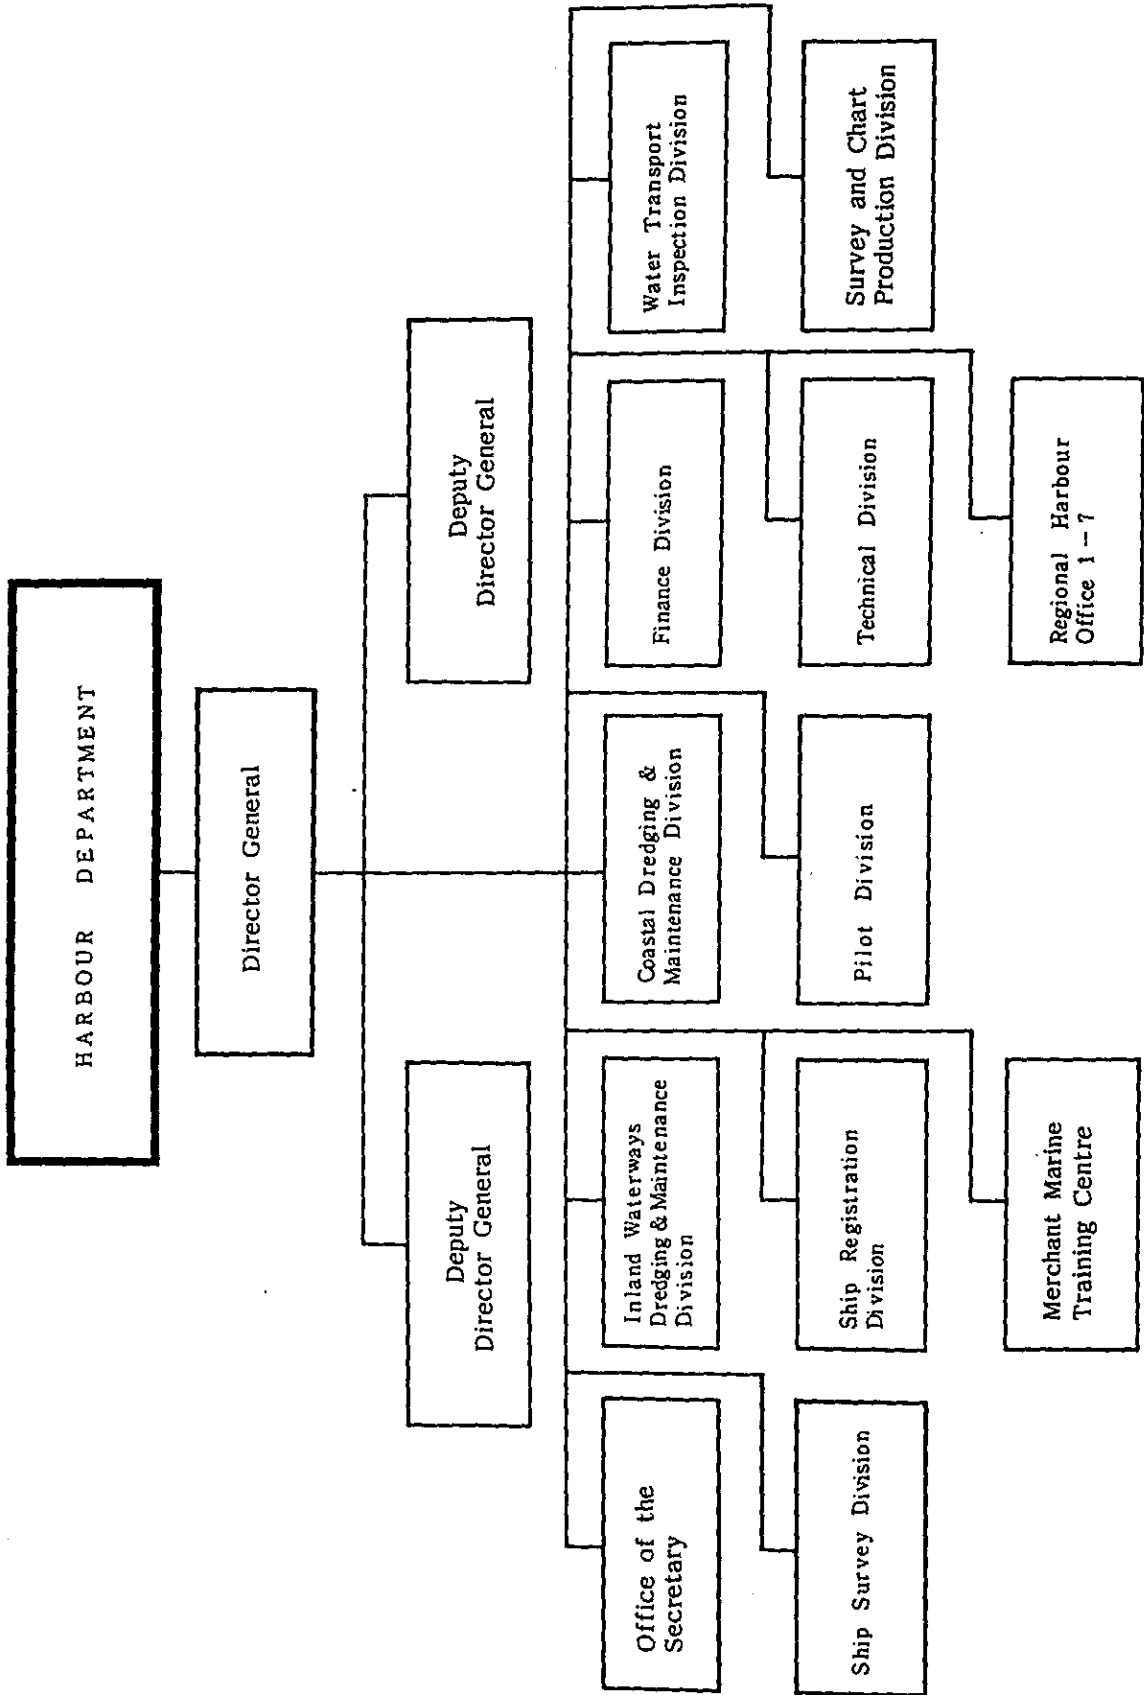 HARBOUR DEPARTMENT
Director General
Deputy
Director General
Deputy
Director General
Office of the
Secretary
Inland Waterways
Dredging & Maintenance
Division
Coastal Dredging &
Maintenance Division
Finance Division
Water Transport
Inspection Division
Ship Survey Division
Ship Registration
Division
Pilot Division
Technical Division
Survey and Chart
Production Division
Merchant Marine
Training Centre
Regional Harbour
Office 1 - 7